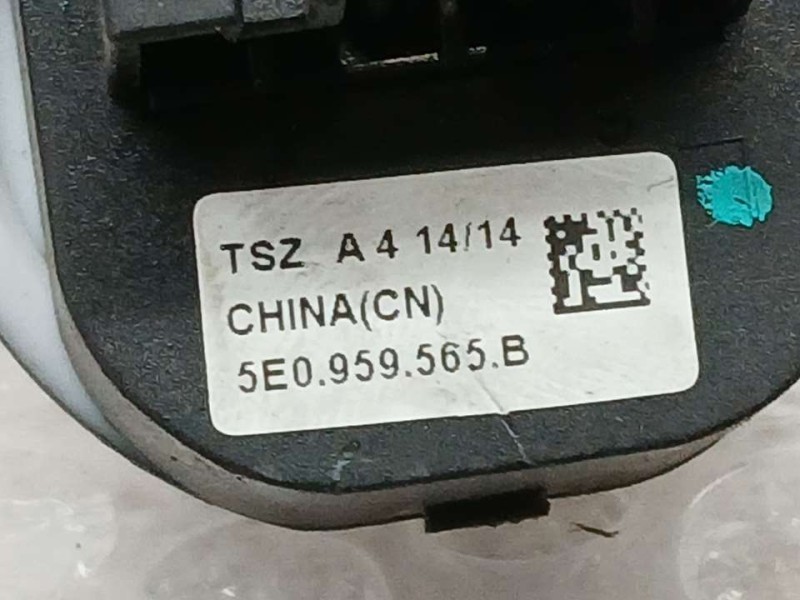 TSZ A 4 14/14
CHINA(CN)
5E0.959.565.B